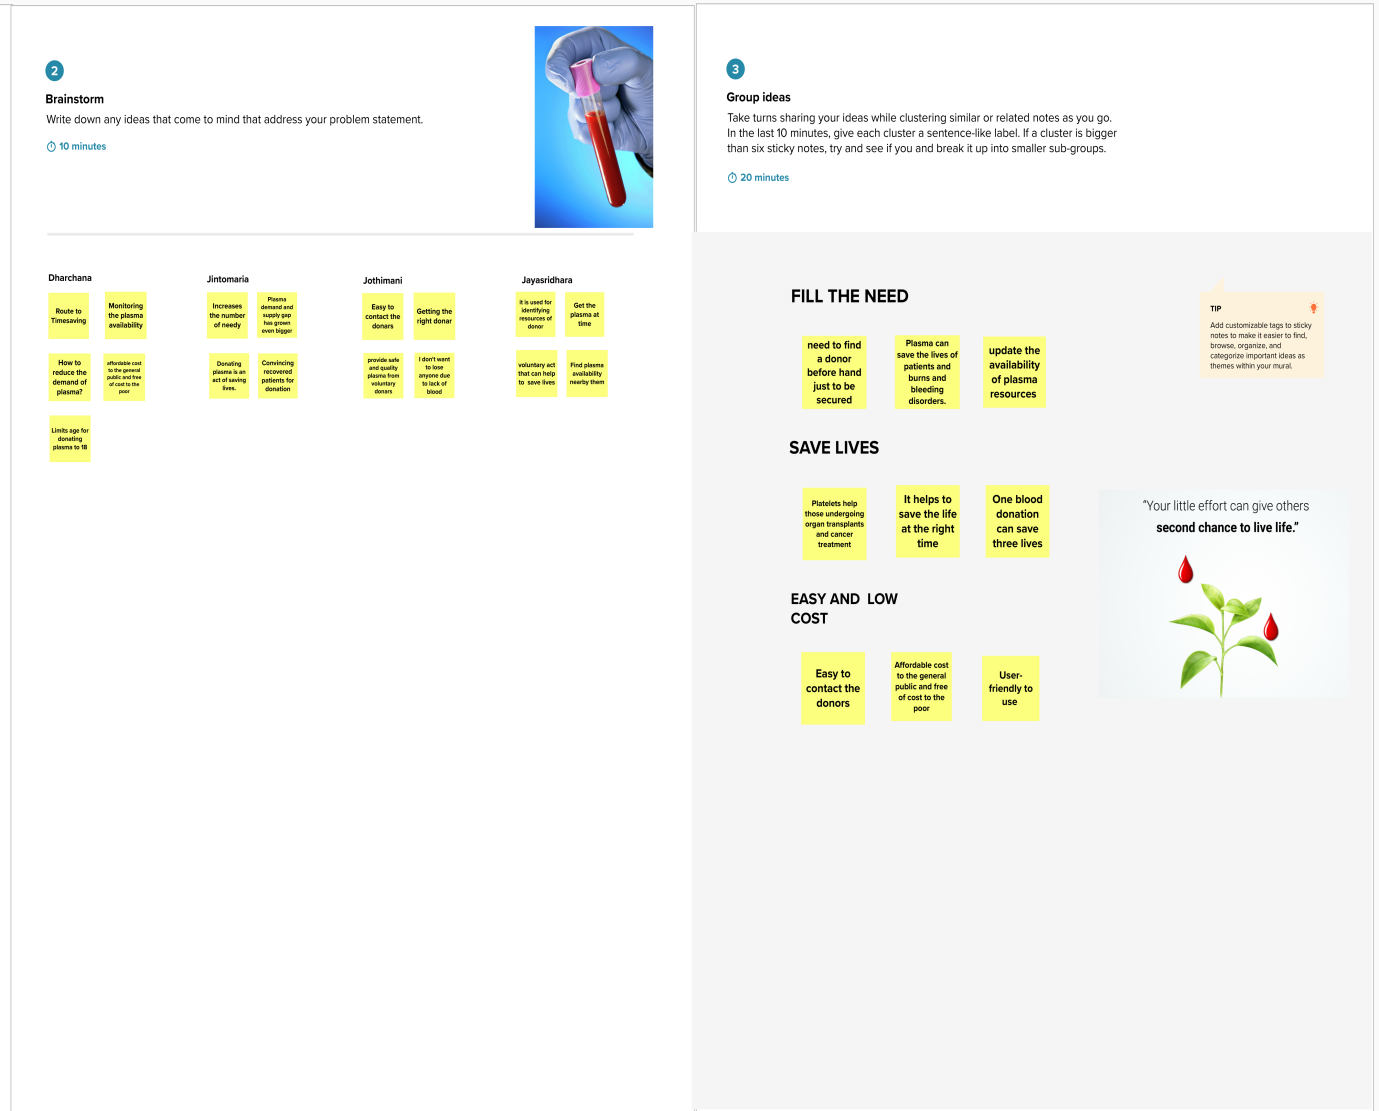 2
Brainstorm
Write down any ideas that come to mind that address your problem statement.
10 minutes
Dharchana
Route to
Timesaving
Monitoring
the plasma
availability
How to
reduce the
demand of
plasma?
affordable cost
to the general
public and free
of cost to the
poor
Limits age for
donating
plasma to 18
Jintomaria
Increases
the number
of needy
Plasma
demand and
supply gap
has grown
even bigger
Donating
plasma is an
act of saving
lives.
Convincing
recovered
patients for
donation
Jothimani
Easy to
contact the
donars
Getting the
right donar
provide safe
and quality
plasma from
voluntary
donars
I don't want
to lose
anyone due
to lack of
blood
Jayasridhara
it is used for
identifying
resources of
donor
Get the
plasma at
time
voluntary act
that can help
to save lives
Find plasma
availability
nearby them
3
Group ideas
Take turns sharing your ideas while clustering similar or related notes as you go.
In the last 10 minutes, give each cluster a sentence-like label. If a cluster is bigger
than six sticky notes, try and see if you and break it up into smaller sub-groups.
20 minutes
FILL THE NEED
need to find
a donor
before hand
just to be
secured
Plasma can
save the lives of
patients and
burns and
bleeding
disorders.
update the
availability
of plasma
resources
TIP
Add customizable tags to sticky
notes to make it easier to find,
browse, organize, and
categorize important ideas as
themes within your mural.
SAVE LIVES
Platelets help
those undergoing
organ transplants
and cancer
treatment
It helps to
save the life
at the right
time
One blood
donation
can save
three lives
"Your little effort can give others
second chance to live life."
EASY AND LOW
COST
Easy to
contact the
donors
Affordable cost
to the general
public and free
of cost to the
poor
User-
friendly to
use